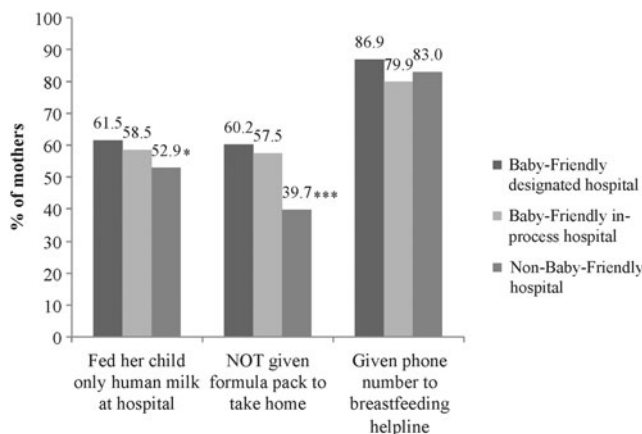 % of mothers
100
90
80
70
60
50
40
30
20
10
0
61.5
58.5
52.9 *
60.2
57.5
39.7 ***
86.9
79.9
83.0
Fed her child
only human milk
at hospital
NOT given
formula pack to
take home
Given phone
number to
breastfeeding
helpline
Baby-Friendly
designated hospital
Baby-Friendly in-
process hospital
Non-Baby-Friendly
hospital